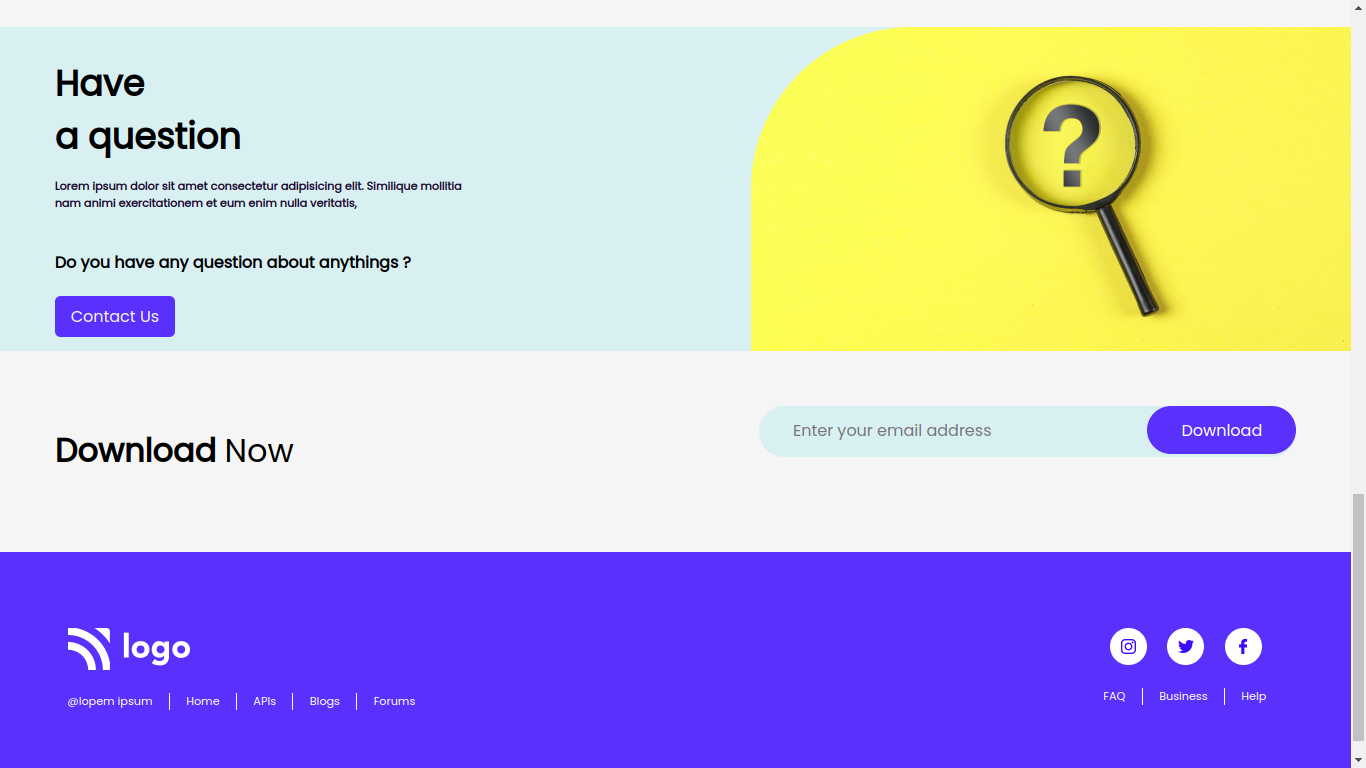 Have
a question
Lorem ipsum dolor sit amet consectetur adipisicing elit. Similique mollitia
nam animi exercitationem et eum enim nulla veritatis,
Do you have any question about anythings ?
Contact Us
?
Download Now
Enter your email address
Download
logo
@lopem ipsum
Home
APIs
Blogs
Forums
FAQ
Business
Help